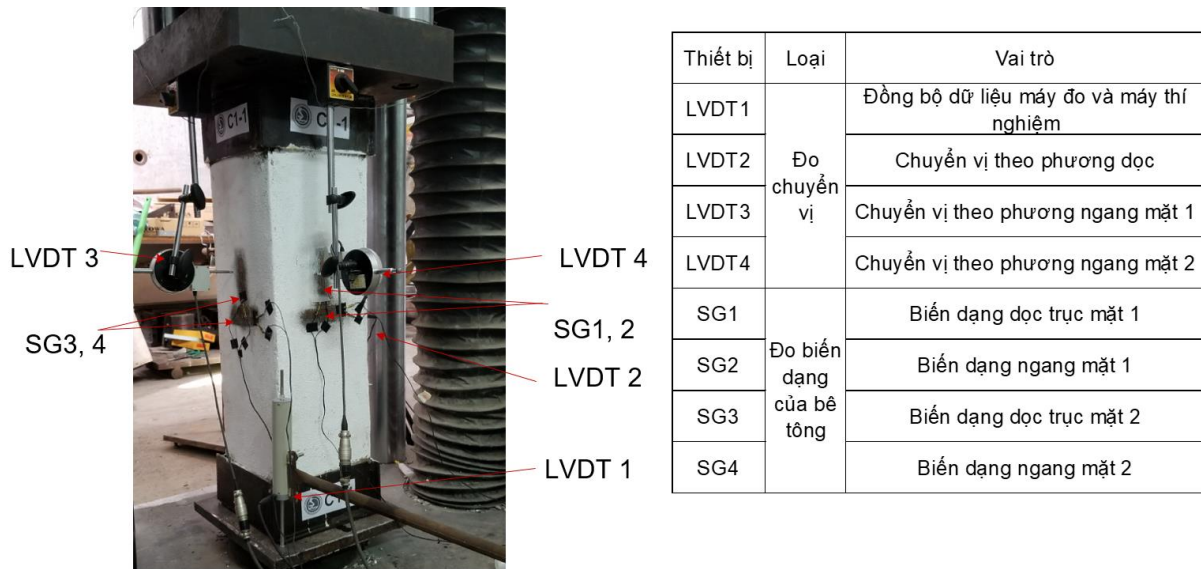 C1-1
C1-1
LVDT 3
LVDT 4
SG3, 4
SG1, 2
LVDT 2
LVDT 1
Thiết bị Loại Vai trò
LVDT1 Đồng bộ dữ liệu máy đo và máy thí
nghiệm
LVDT2 Chuyển vị theo phương dọc
Đo
chuyển
vị
LVDT3 Chuyển vị theo phương ngang mặt 1
LVDT4 Chuyển vị theo phương ngang mặt 2
SG1 Biến dạng dọc trục mặt 1
SG2 Biến dạng ngang mặt 1
Đo biến
dạng
của bê
tông
SG3 Biến dạng dọc trục mặt 2
SG4 Biến dạng ngang mặt 2